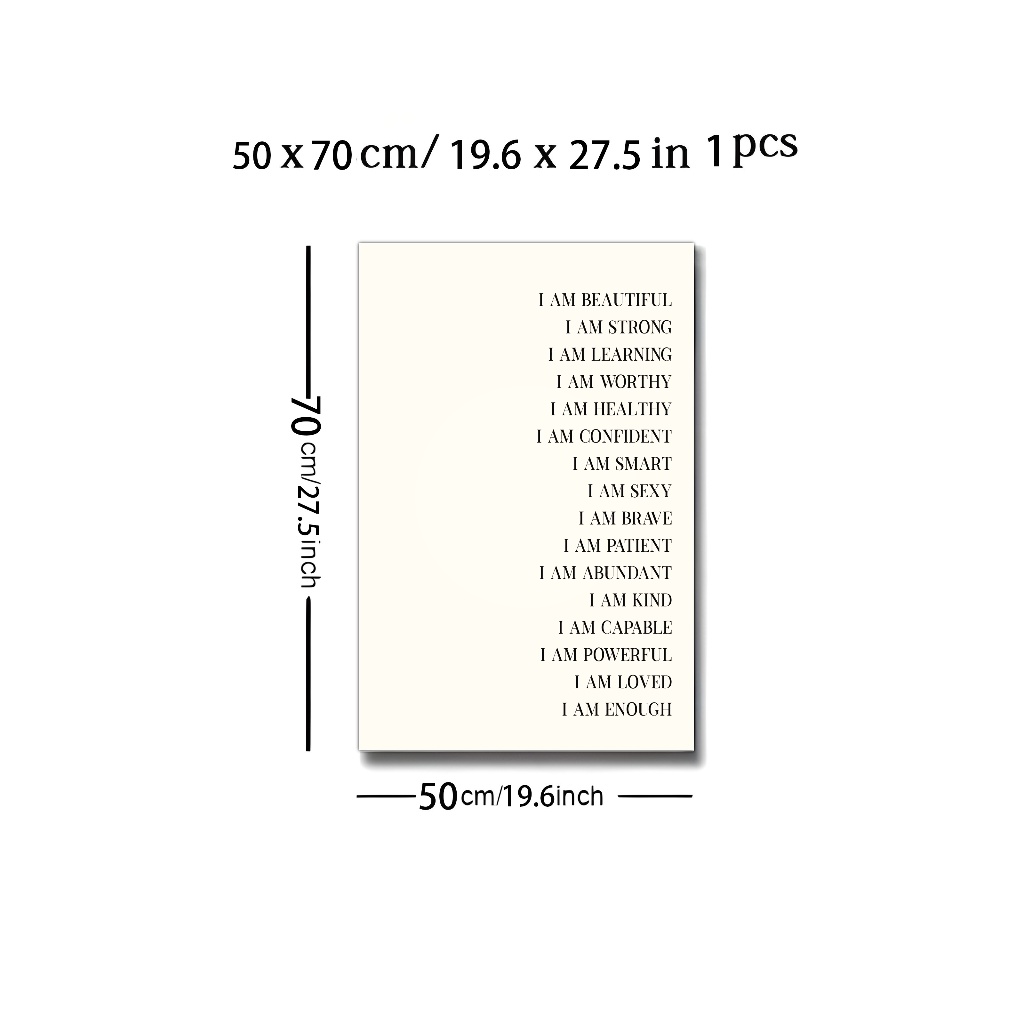 50 x 70 cm/ 19.6 x 27.5 in 1 pcs
I AM BEAUTIFUL
I AM STRONG
I AM LEARNING
I AM WORTHY
I AM HEALTHY
I AM CONFIDENT
I AM SMART
I AM SEXY
I AM BRAVE
I AM PATIENT
I AM ABUNDANT
I AM KIND
I AM CAPABLE
I AM POWERFUL
I AM LOVED
I AM ENOUGH
70cm/27.5inch
50cm/19.6inch